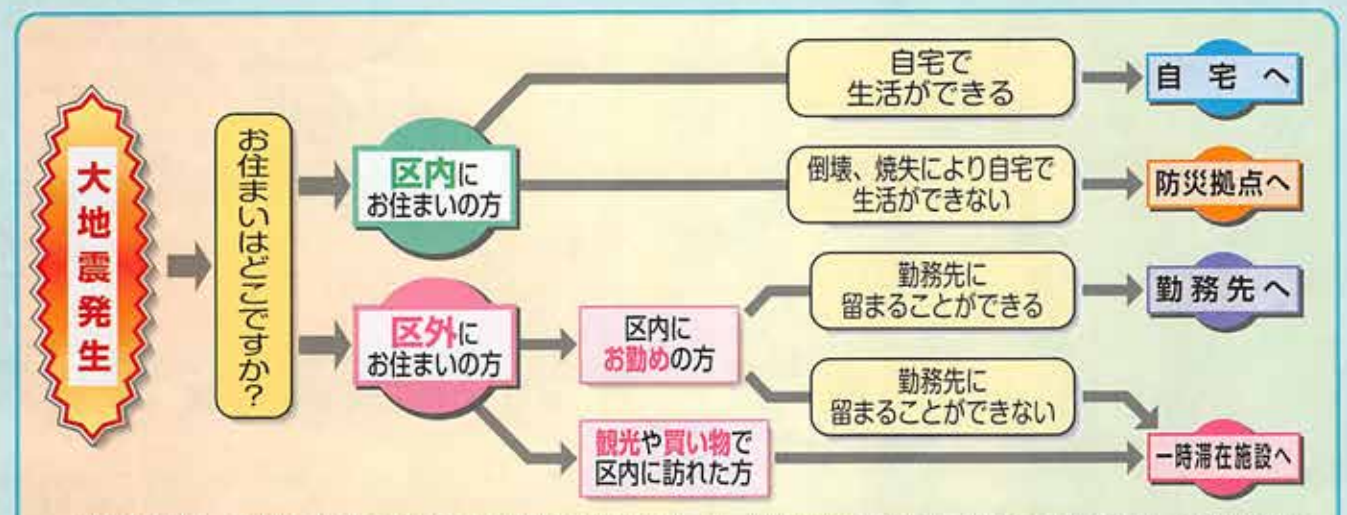 大地震発生
お住まいはどこですか？
区内に
お住まいの方
自宅で
生活ができる
自宅へ
倒壊、焼失により自宅で
生活ができない
防災拠点へ
区外に
お住まいの方
区内に
お勤めの方
勤務先に
留まることができる
勤務先へ
勤務先に
留まることができない
観光や買い物で
区内に訪れた方
一時滞在施設へ